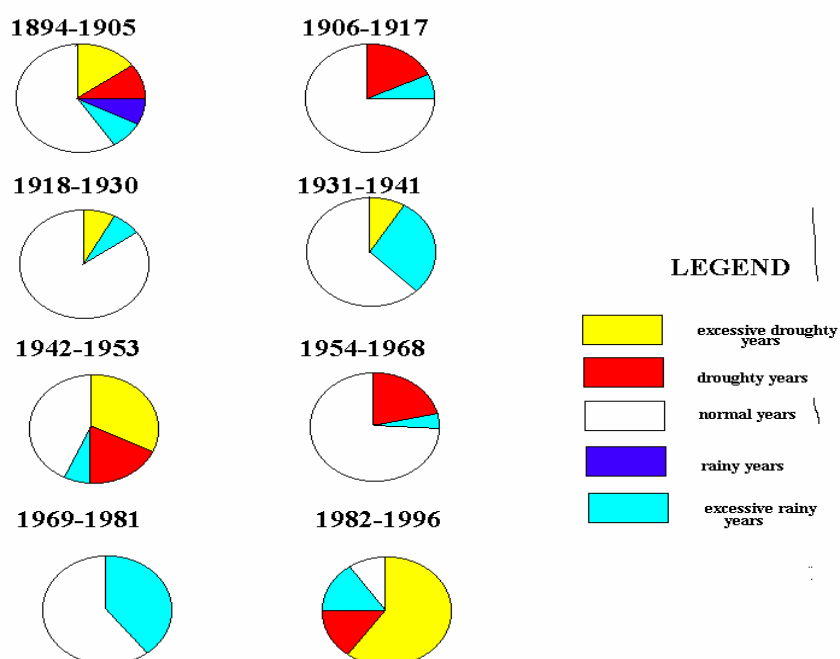 1894-1905
1906-1917
1918-1930
1931-1941
1942-1953
1954-1968
1969-1981
1982-1996
LEGEND
excessive droughty
years
droughty years
normal years
rainy years
excessive rainy
years